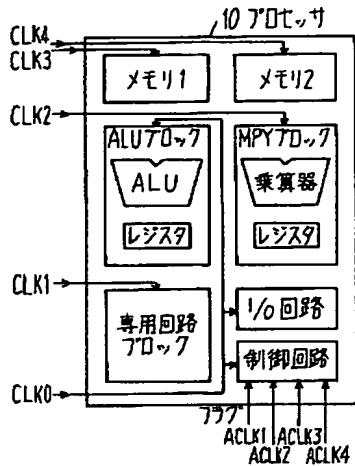 10 プロセッサ
CLK4
CLK3
メモリ1
メモリ2
CLK2
ALUブロック
MPYブロック
ALU
乗算器
レジスタ
レジスタ
CLK1
専用回路
ブロック
I/O回路
制御回路
CLK0
フラグ
ACLK1
ACLK3
ACLK2
ACLK4